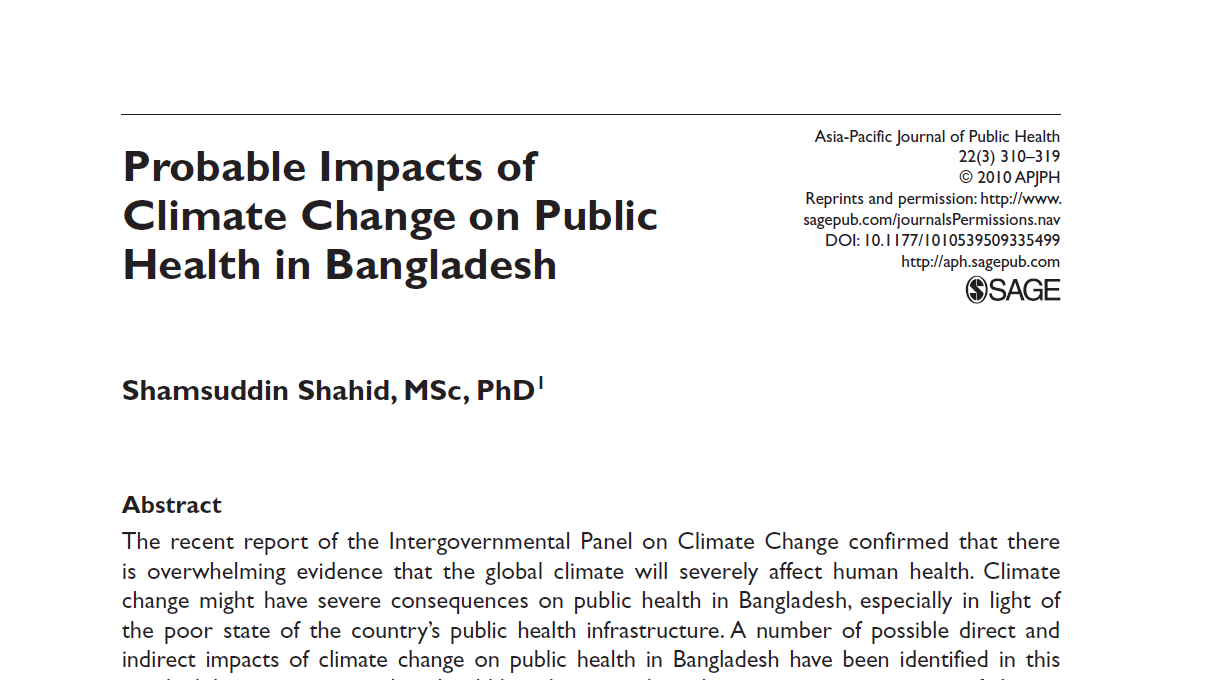 Probable Impacts of
Climate Change on Public
Health in Bangladesh
Asia-Pacific Journal of Public Health
22(3) 310–319
© 2010 APJPH
Reprints and permission: http://www.
sagepub.com/journalsPermissions.nav
DOI: 10.1177/1010539509335499
http://aph.sagepub.com
SAGE
Shamsuddin Shahid, MSc, PhD1
Abstract
The recent report of the Intergovernmental Panel on Climate Change confirmed that there
is overwhelming evidence that the global climate will severely affect human health. Climate
change might have severe consequences on public health in Bangladesh, especially in light of
the poor state of the country’s public health infrastructure. A number of possible direct and
indirect impacts of climate change on public health in Bangladesh have been identified in this